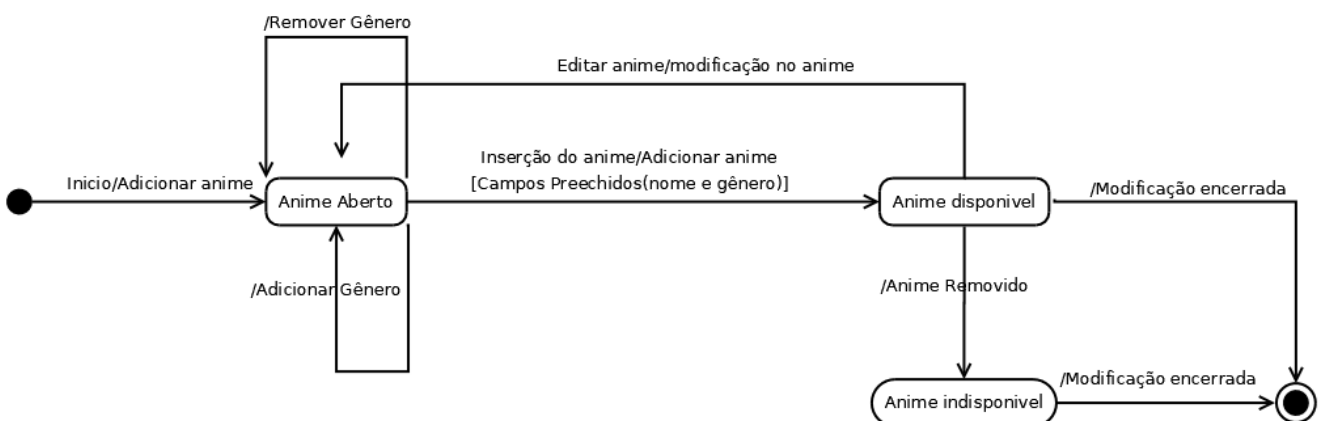 /Remover Gênero
Editar anime/modificação no anime
Inserção do anime/Adicionar anime
[Campos Preechidos(nome e gênero)]
Inicio/Adicionar anime
Anime Aberto
Anime disponivel
/Modificação encerrada
/Adicionar Gênero
/Anime Removido
/Modificação encerrada
Anime indisponivel